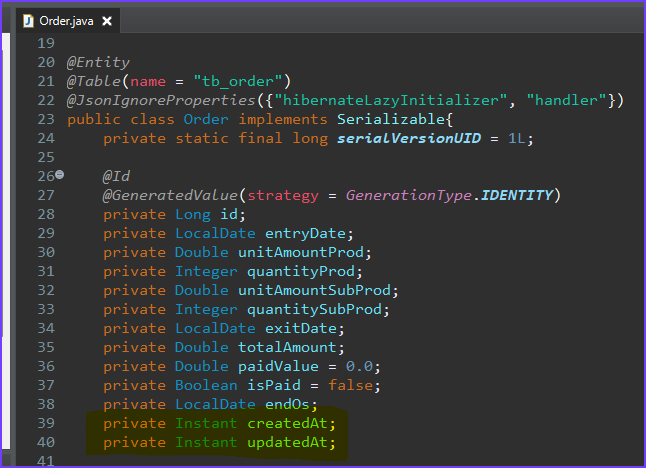 Order.java
19
20 @Entity
21 @Table(name = "tb_order")
22 @JsonIgnoreProperties({"hibernateLazyInitializer", "handler"})
23 public class Order implements Serializable{
24 private static final long serialVersionUID = 1L;
25
26 @Id
27 @GeneratedValue(strategy = GenerationType.IDENTITY)
28 private Long id;
29 private LocalDate entryDate;
30 private Double unitAmountProd;
31 private Integer quantityProd;
32 private Double unitAmountSubProd;
33 private Integer quantitySubProd;
34 private LocalDate exitDate;
35 private Double totalAmount;
36 private Double paidValue = 0.0;
37 private Boolean isPaid = false;
38 private LocalDate endOs;
39 private Instant createdAt;
40 private Instant updatedAt;
41